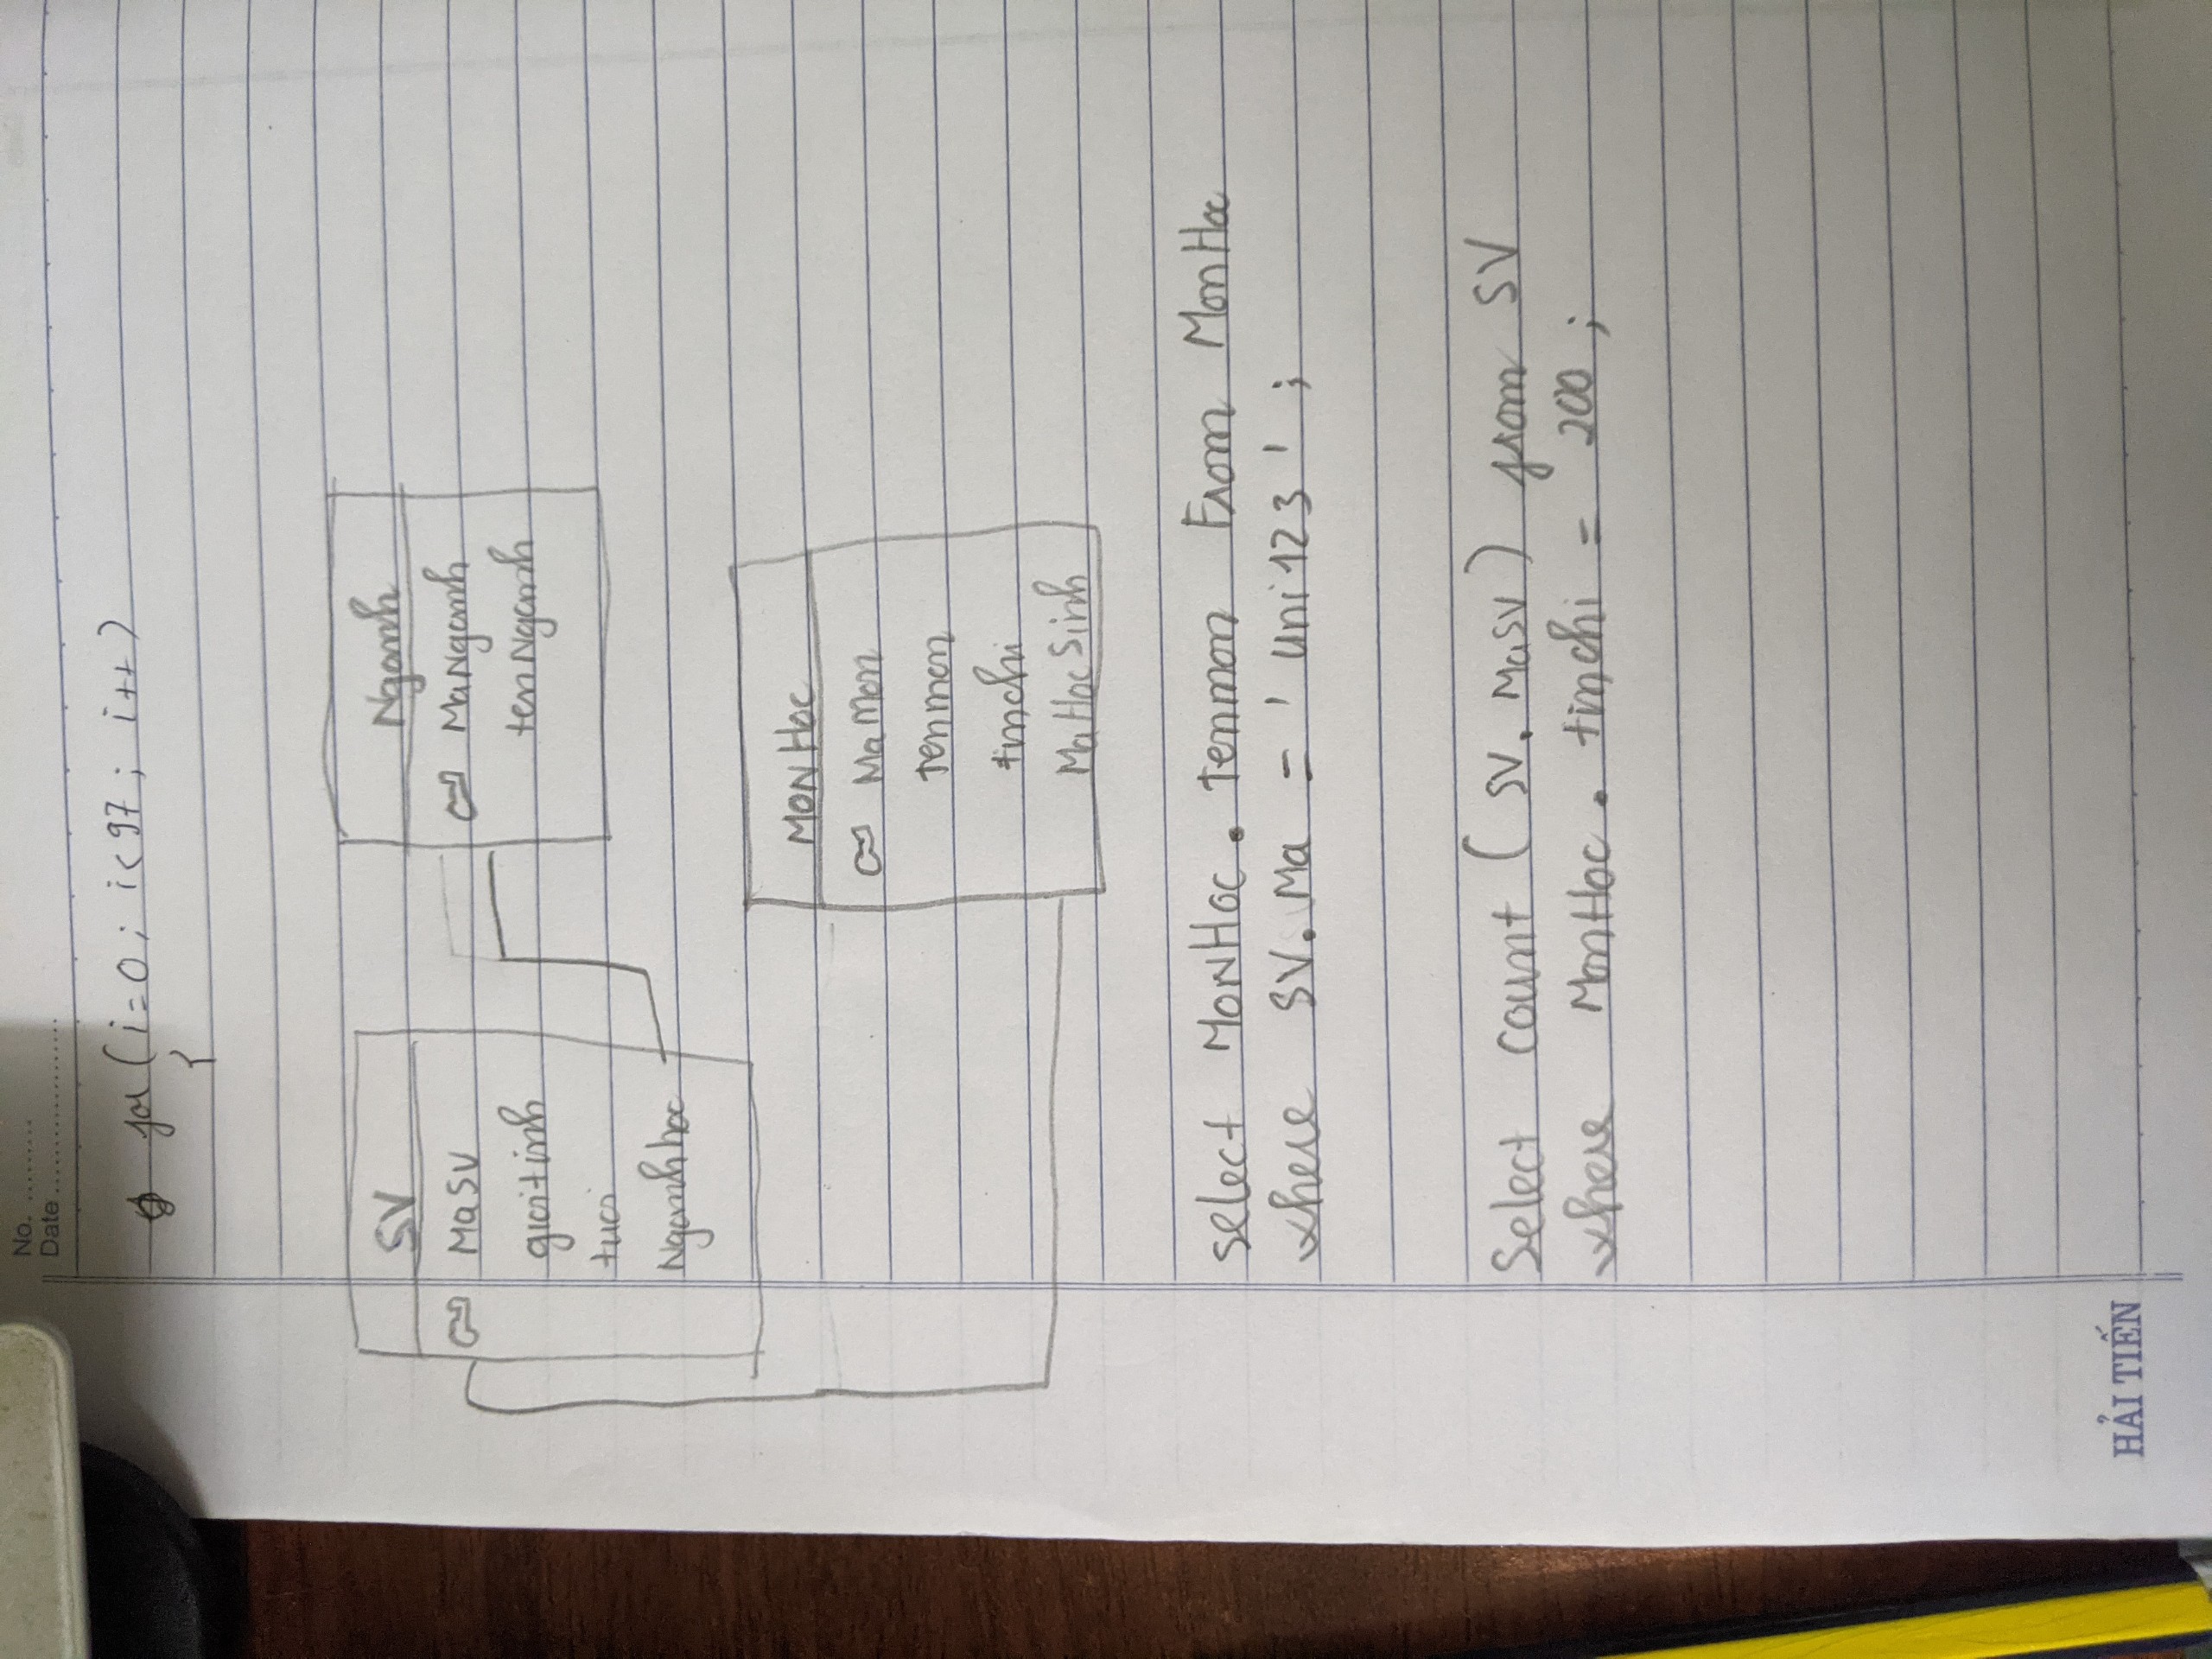 No.
Date
for (i=0; i<97; i++)
{
SV
MaSV
gioitinh
tuoi
Nganhhoc
Nganh
MaNganh
tenNganh
MONHoc
MaMon
Tenmon
tinchi
MaHocSinh
Select MONHoc.Tenmon From MonHoc
where SV.Ma = 'Uni123';
Select count (SV.MaSV) from SV
where MonHoc.tinchi = 200;
HẢI TIẾN